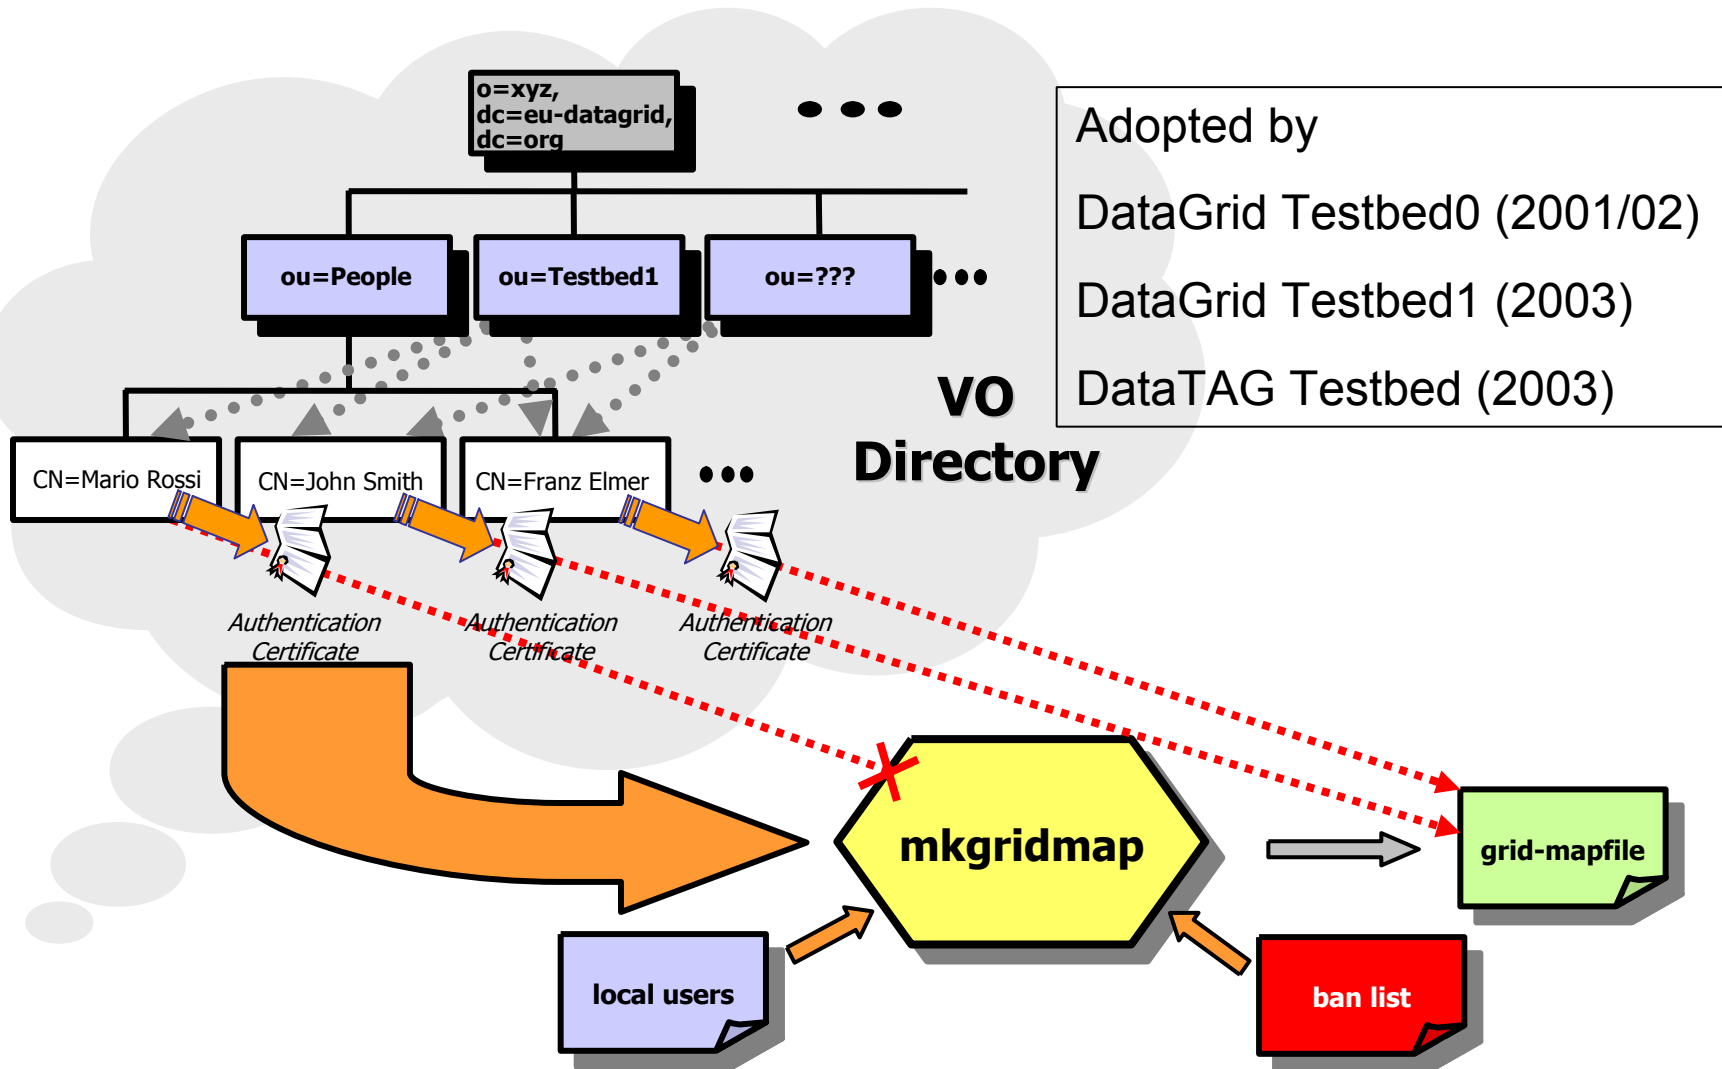 o=xyz,
dc=eu-datagrid,
dc=org
Adopted by
DataGrid Testbed0 (2001/02)
DataGrid Testbed1 (2003)
DataTAG Testbed (2003)
ou=People
ou=Testbed1
ou=???
VO
Directory
CN=Mario Rossi
CN=John Smith
CN=Franz Elmer
Authentication
Certificate
Authentication
Certificate
Authentication
Certificate
mkgridmap
grid-mapfile
local users
ban list